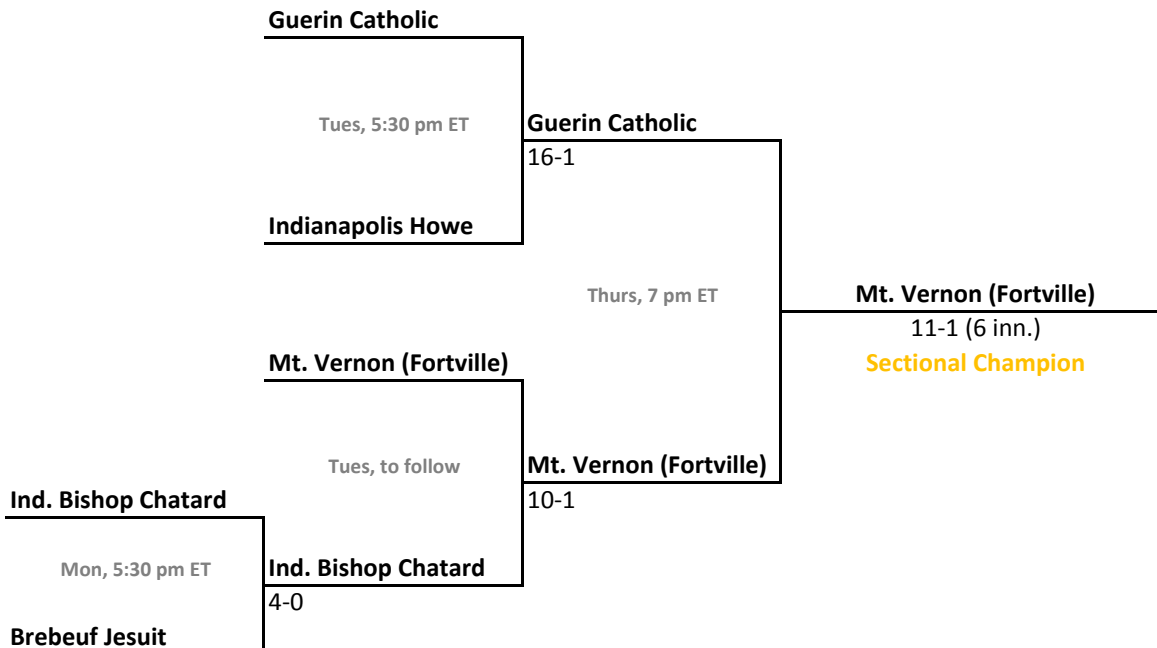 Guerin Catholic
Tues, 5:30 pm ET
Guerin Catholic
16-1
Indianapolis Howe
Thurs, 7 pm ET
Mt. Vernon (Fortville)
11-1 (6 inn.)
Sectional Champion
Mt. Vernon (Fortville)
Tues, to follow
Mt. Vernon (Fortville)
10-1
Ind. Bishop Chatard
Mon, 5:30 pm ET
Ind. Bishop Chatard
4-0
Brebeuf Jesuit